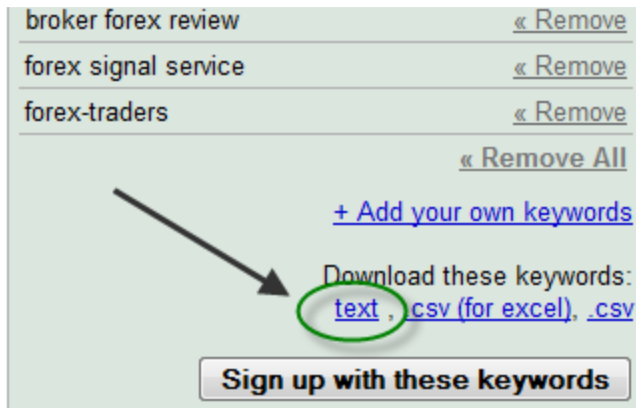 broker forex review « Remove
forex signal service « Remove
forex-traders « Remove
« Remove All
+ Add your own keywords
Download these keywords:
text , .csv (for excel), .csv
Sign up with these keywords